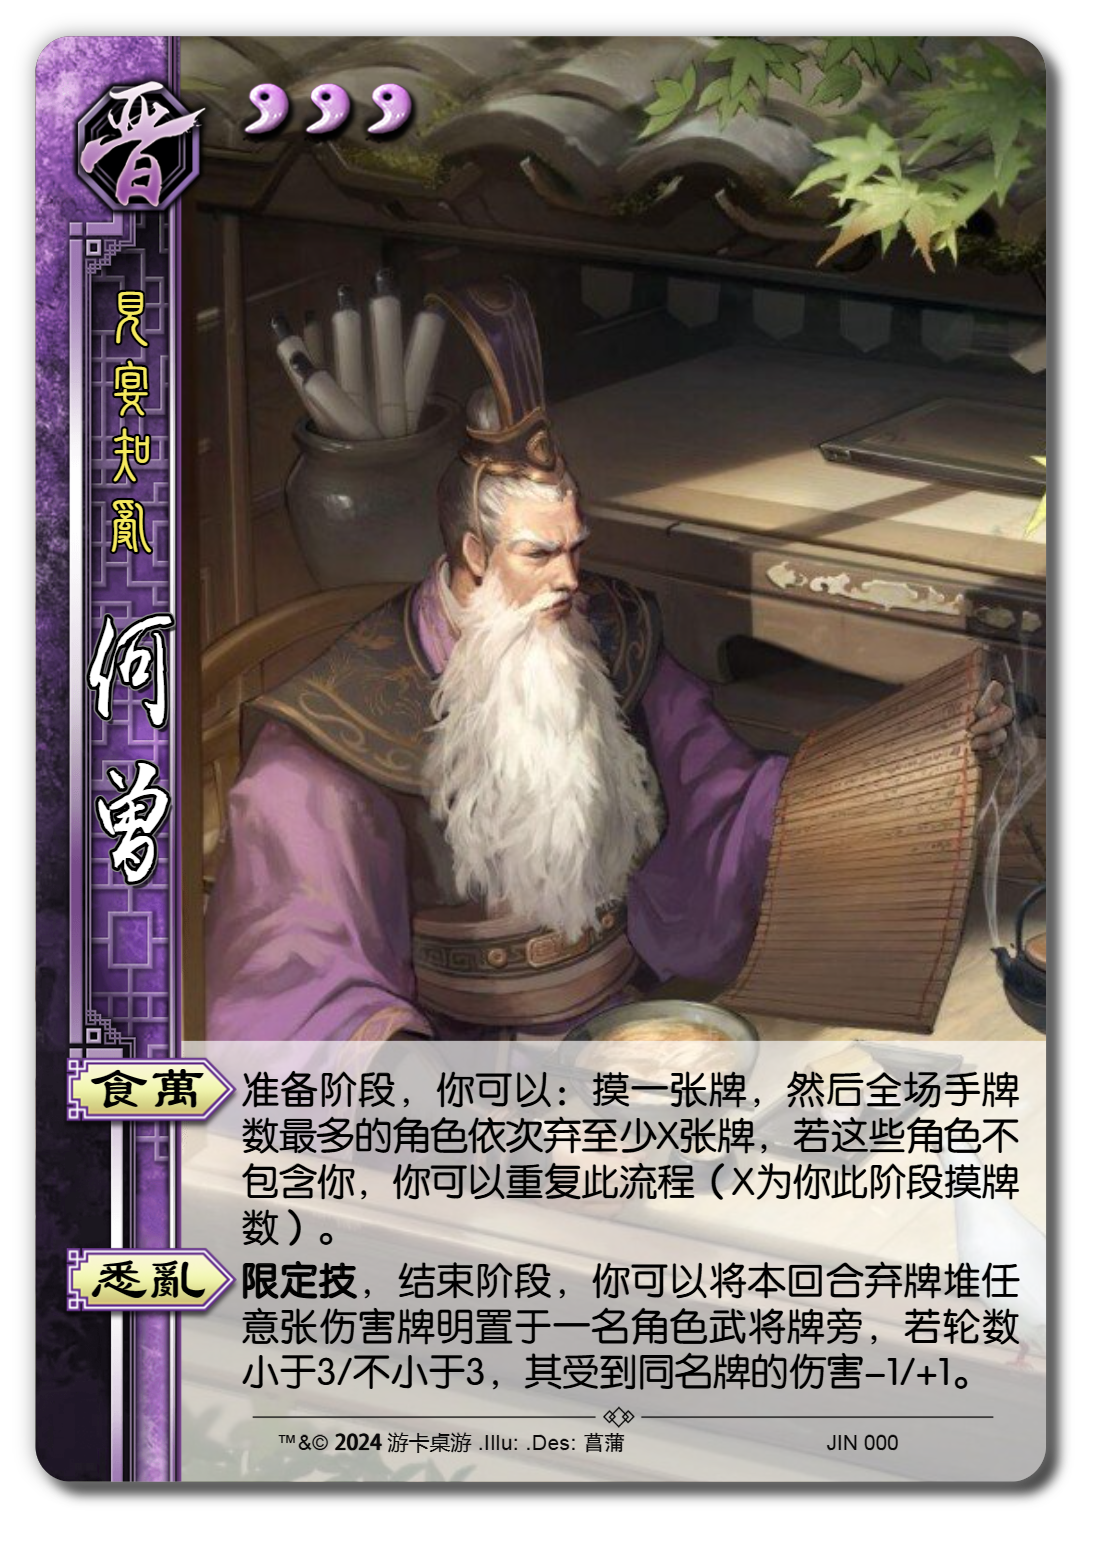 晋
見宴知亂
何曾
食萬
准备阶段，你可以：摸一张牌，然后全场手牌
数最多的角色依次弃至少X张牌，若这些角色不
包含你，你可以重复此流程（X为你此阶段摸牌
数）。
悉亂
限定技，结束阶段，你可以将本回合弃牌堆任
意张伤害牌明置于一名角色武将牌旁，若轮数
小于3/不小于3，其受到同名牌的伤害-1/+1。
™&© 2024 游卡桌游 .Illu: .Des: 菖蒲
JIN 000